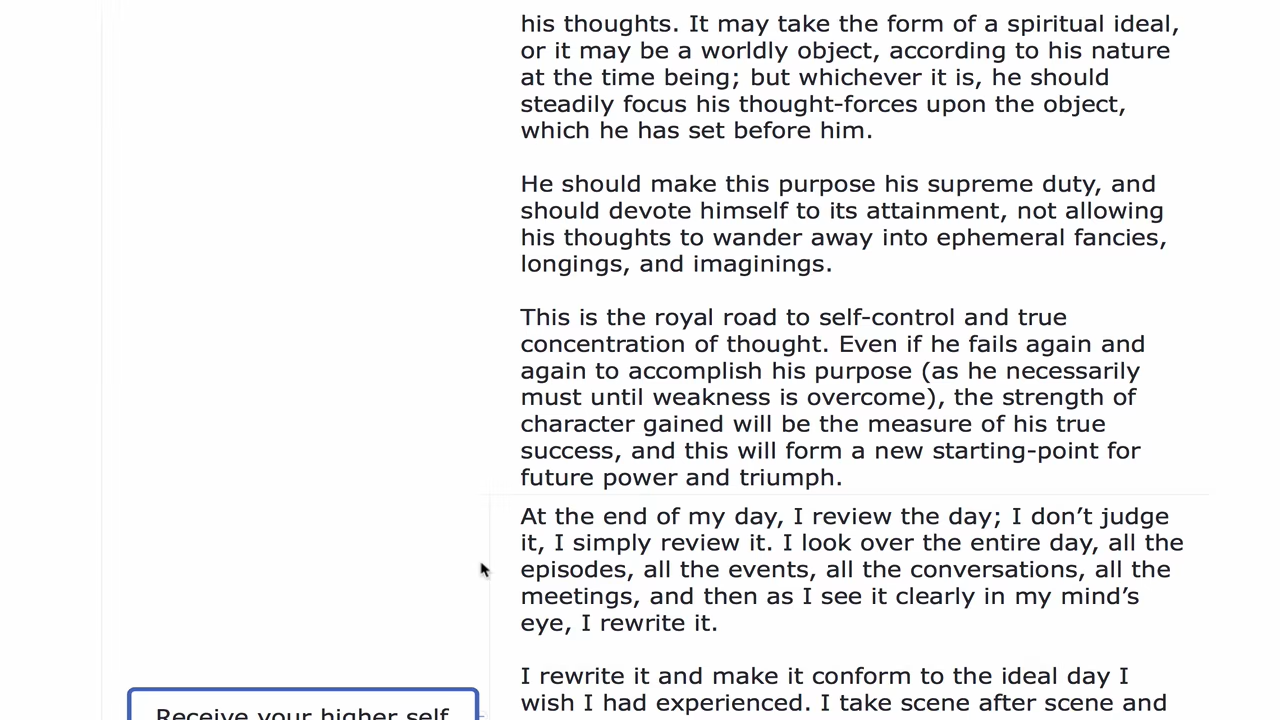 his thoughts. It may take the form of a spiritual ideal,
or it may be a worldly object, according to his nature
at the time being; but whichever it is, he should
steadily focus his thought-forces upon the object,
which he has set before him.
He should make this purpose his supreme duty, and
should devote himself to its attainment, not allowing
his thoughts to wander away into ephemeral fancies,
longings, and imaginings.
This is the royal road to self-control and true
concentration of thought. Even if he fails again and
again to accomplish his purpose (as he necessarily
must until weakness is overcome), the strength of
character gained will be the measure of his true
success, and this will form a new starting-point for
future power and triumph.
At the end of my day, I review the day; I don’t judge
it, I simply review it. I look over the entire day, all the
episodes, all the events, all the conversations, all the
meetings, and then as I see it clearly in my mind’s
eye, I rewrite it.
I rewrite it and make it conform to the ideal day I
wish I had experienced. I take scene after scene and
Receive your higher self